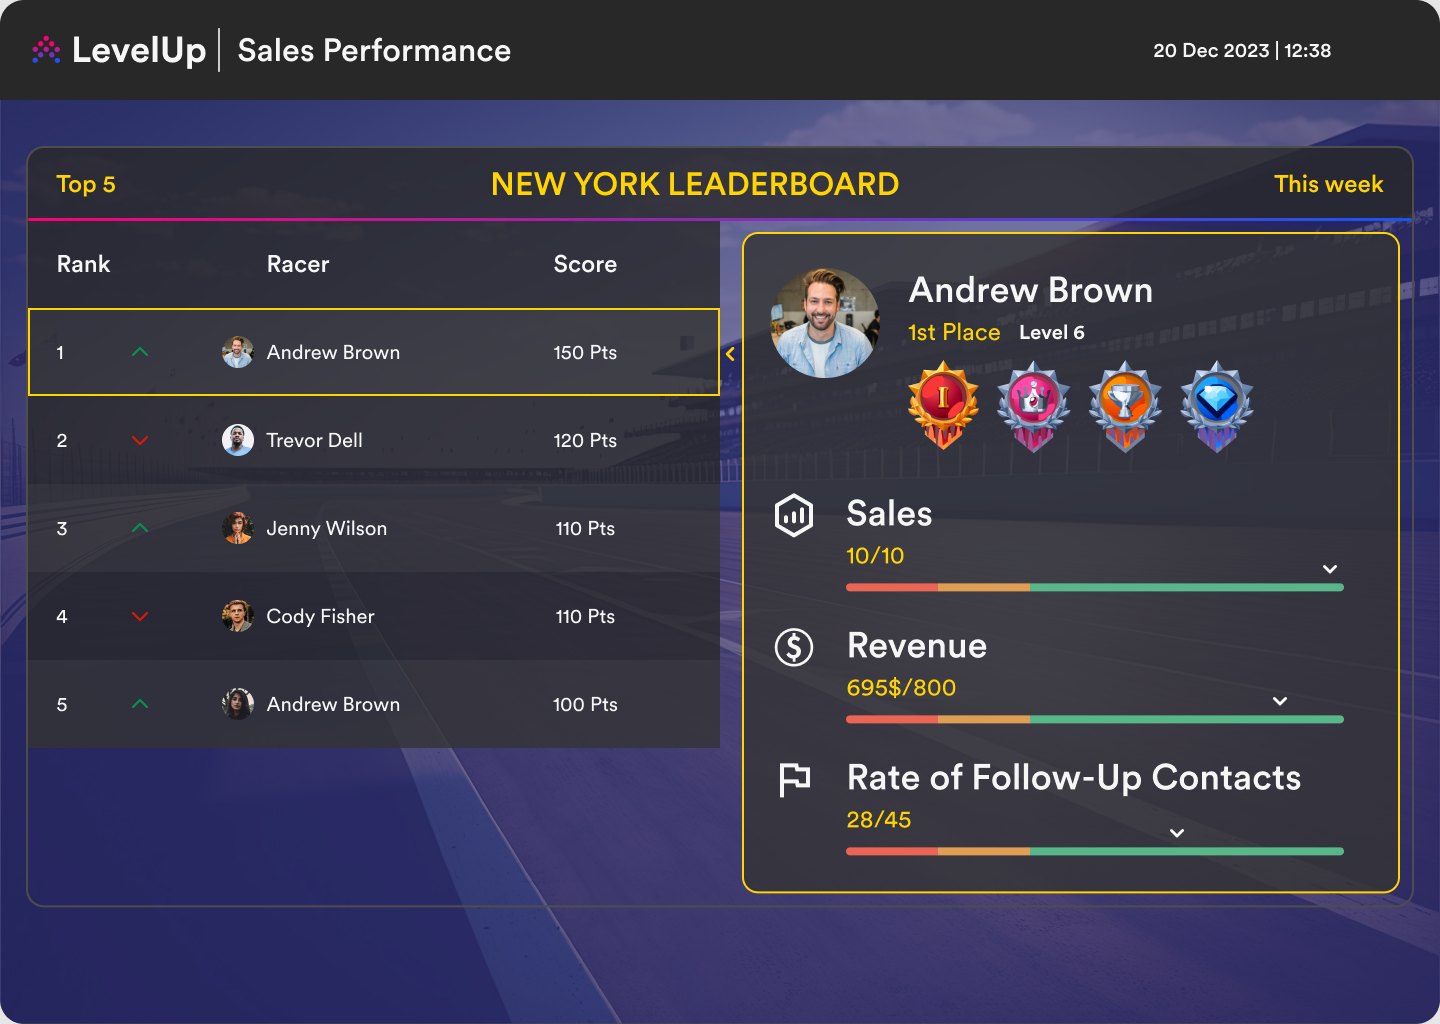 LevelUp | Sales Performance
20 Dec 2023 | 12:38
Top 5
NEW YORK LEADERBOARD
This week
Rank Racer Score
1 Andrew Brown 150 Pts
2 Trevor Dell 120 Pts
3 Jenny Wilson 110 Pts
4 Cody Fisher 110 Pts
5 Andrew Brown 100 Pts
Andrew Brown
1st Place Level 6
I
Sales
10/10
Revenue
695$/800
Rate of Follow-Up Contacts
28/45